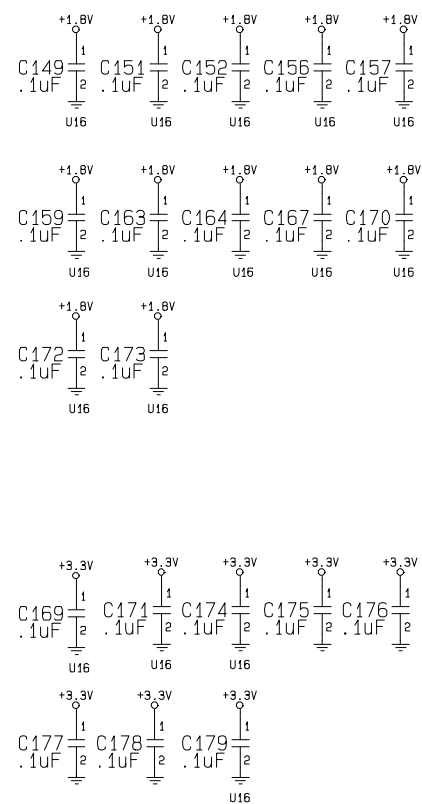 +1.8V +1.8V +1.8V +1.8V +1.8V
1 1 1 1 1
C149 C151 C152 C156 C157
.1uF 2 .1uF 2 .1uF 2 .1uF 2 .1uF 2
U16 U16 U16 U16 U16
+1.8V +1.8V +1.8V +1.8V +1.8V
1 1 1 1 1
C159 C163 C164 C167 C170
.1uF 2 .1uF 2 .1uF 2 .1uF 2 .1uF 2
U16 U16 U16 U16 U16
+1.8V +1.8V
1 1
C172 C173
.1uF 2 .1uF 2
U16 U16
+3.3V +3.3V +3.3V +3.3V +3.3V
1 1 1 1 1
C169 C171 C174 C175 C176
.1uF 2 .1uF 2 .1uF 2 .1uF 2 .1uF 2
U16 U16 U16
+3.3V +3.3V +3.3V
1 1 1
C177 C178 C179
.1uF 2 .1uF 2 .1uF 2
U16